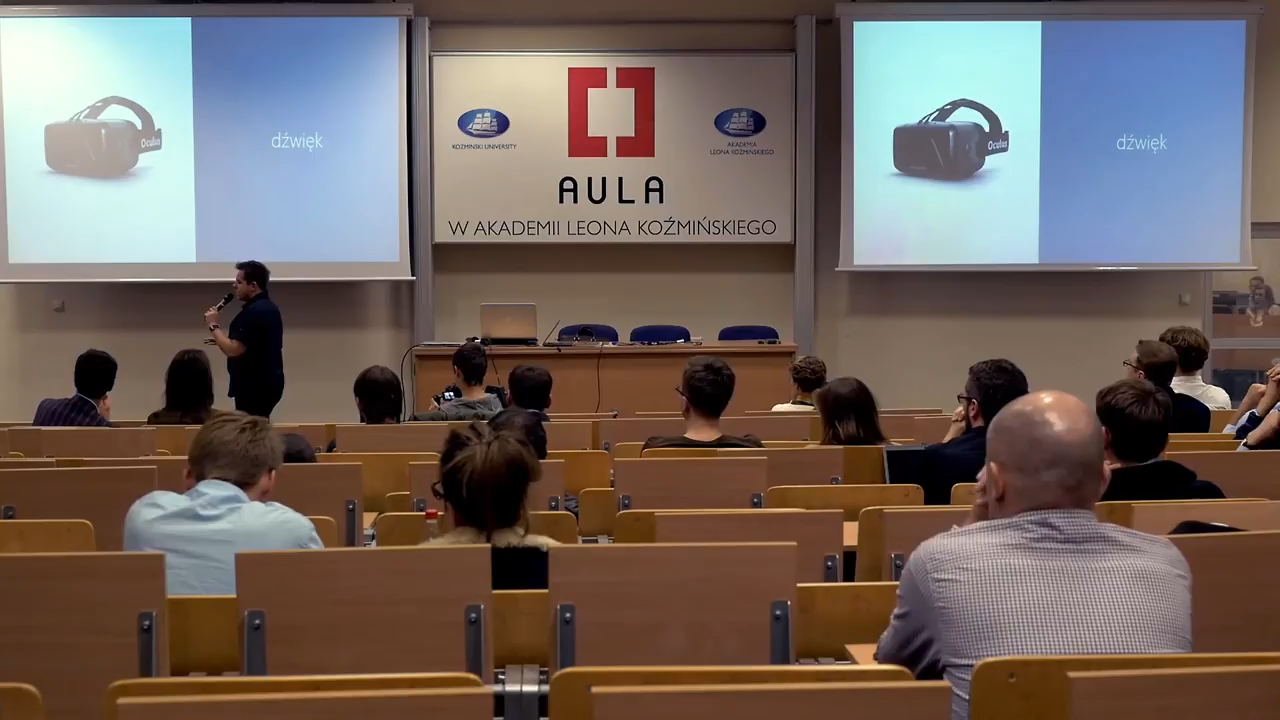 Oculus
dźwięk
KOZMINSKI UNIVERSITY
AKADEMIA
LEONA KOŹMIŃSKIEGO
AULA
W AKADEMII LEONA KOŹMIŃSKIEGO
Oculus
dźwięk